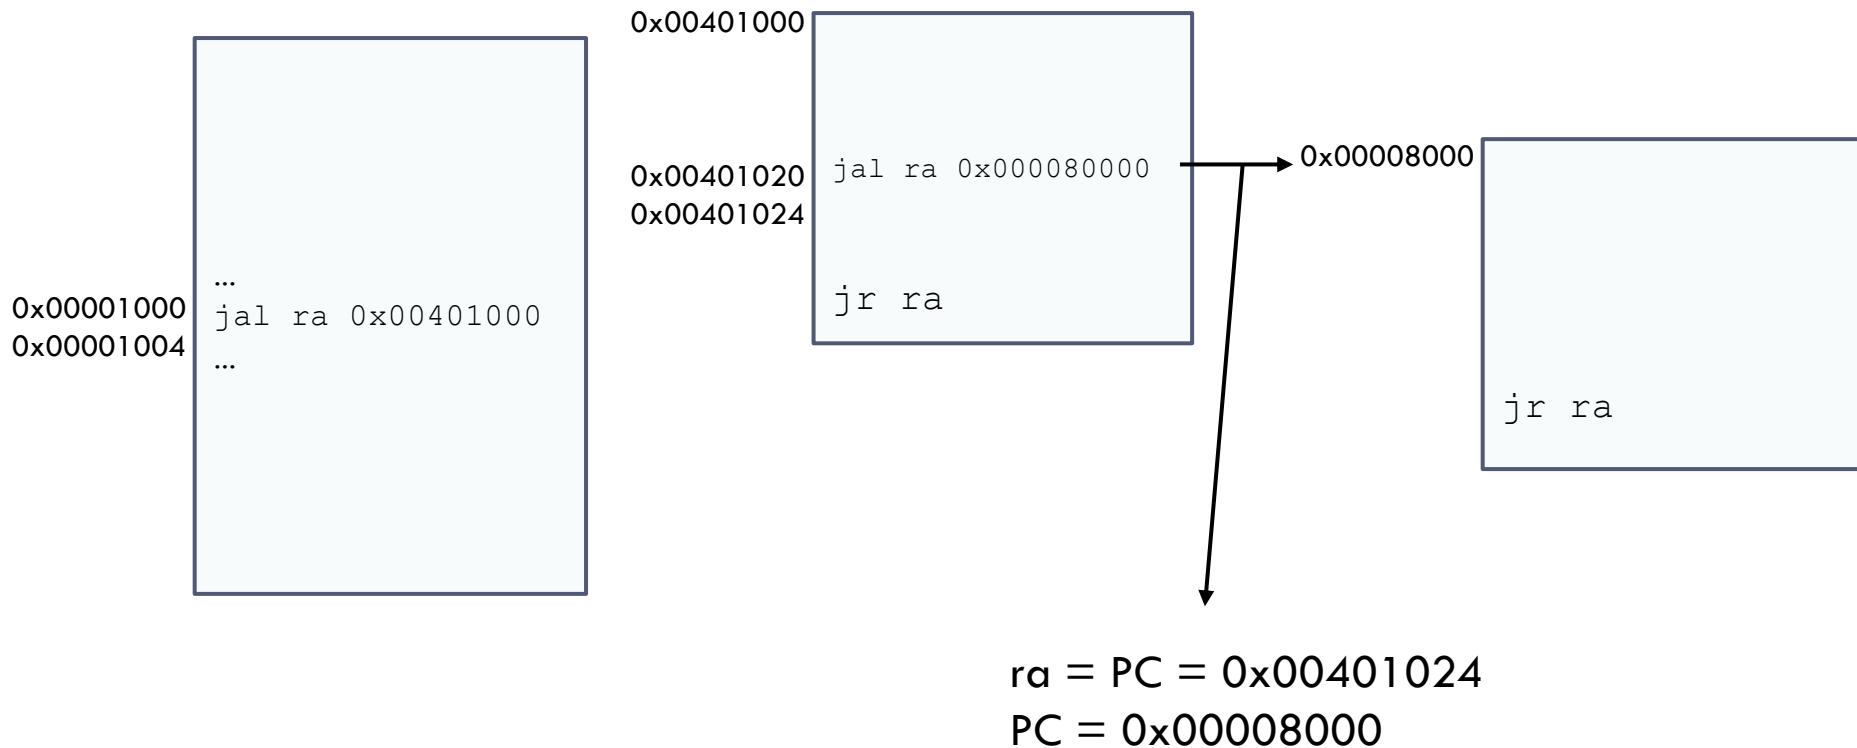 ...
0x00001000
jal ra 0x00401000
0x00001004
...
0x00401000
0x00401020
jal ra 0x000080000
0x00401024
jr ra
0x00008000
jr ra
ra = PC = 0x00401024
PC = 0x00008000